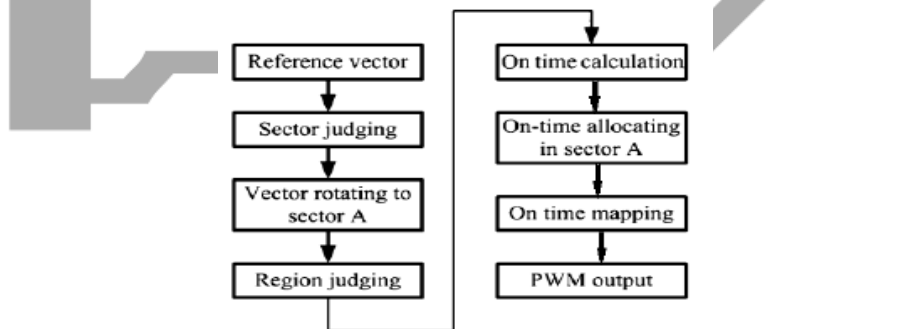 Reference vector
Sector judging
Vector rotating to
sector A
Region judging
On time calculation
On-time allocating
in sector A
On time mapping
PWM output